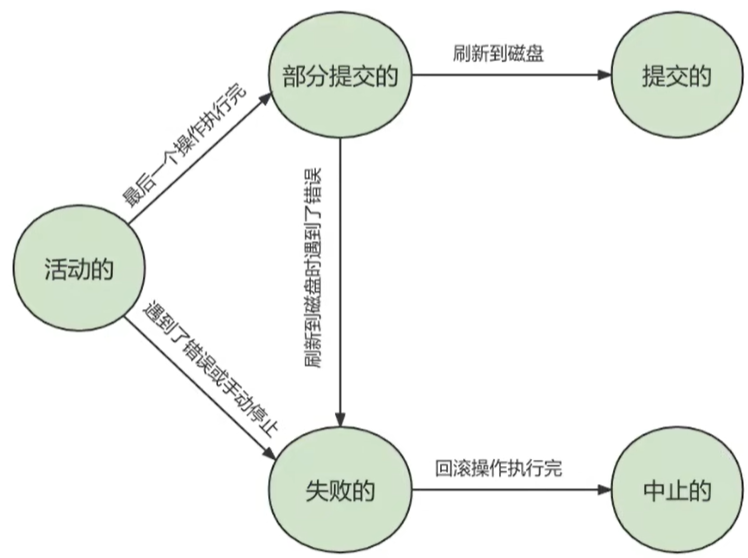 部分提交的
刷新到磁盘
提交的
最后一个操作执行完
刷新到磁盘时遇到了错误
活动的
遇到了错误或手动停止
失败的
回滚操作执行完
中止的